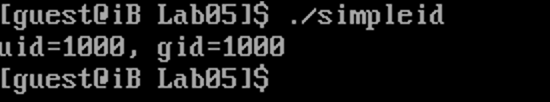 [guest@iB Lab05]$ ./simpleid
uid=1000, gid=1000
[guest@iB Lab05]$